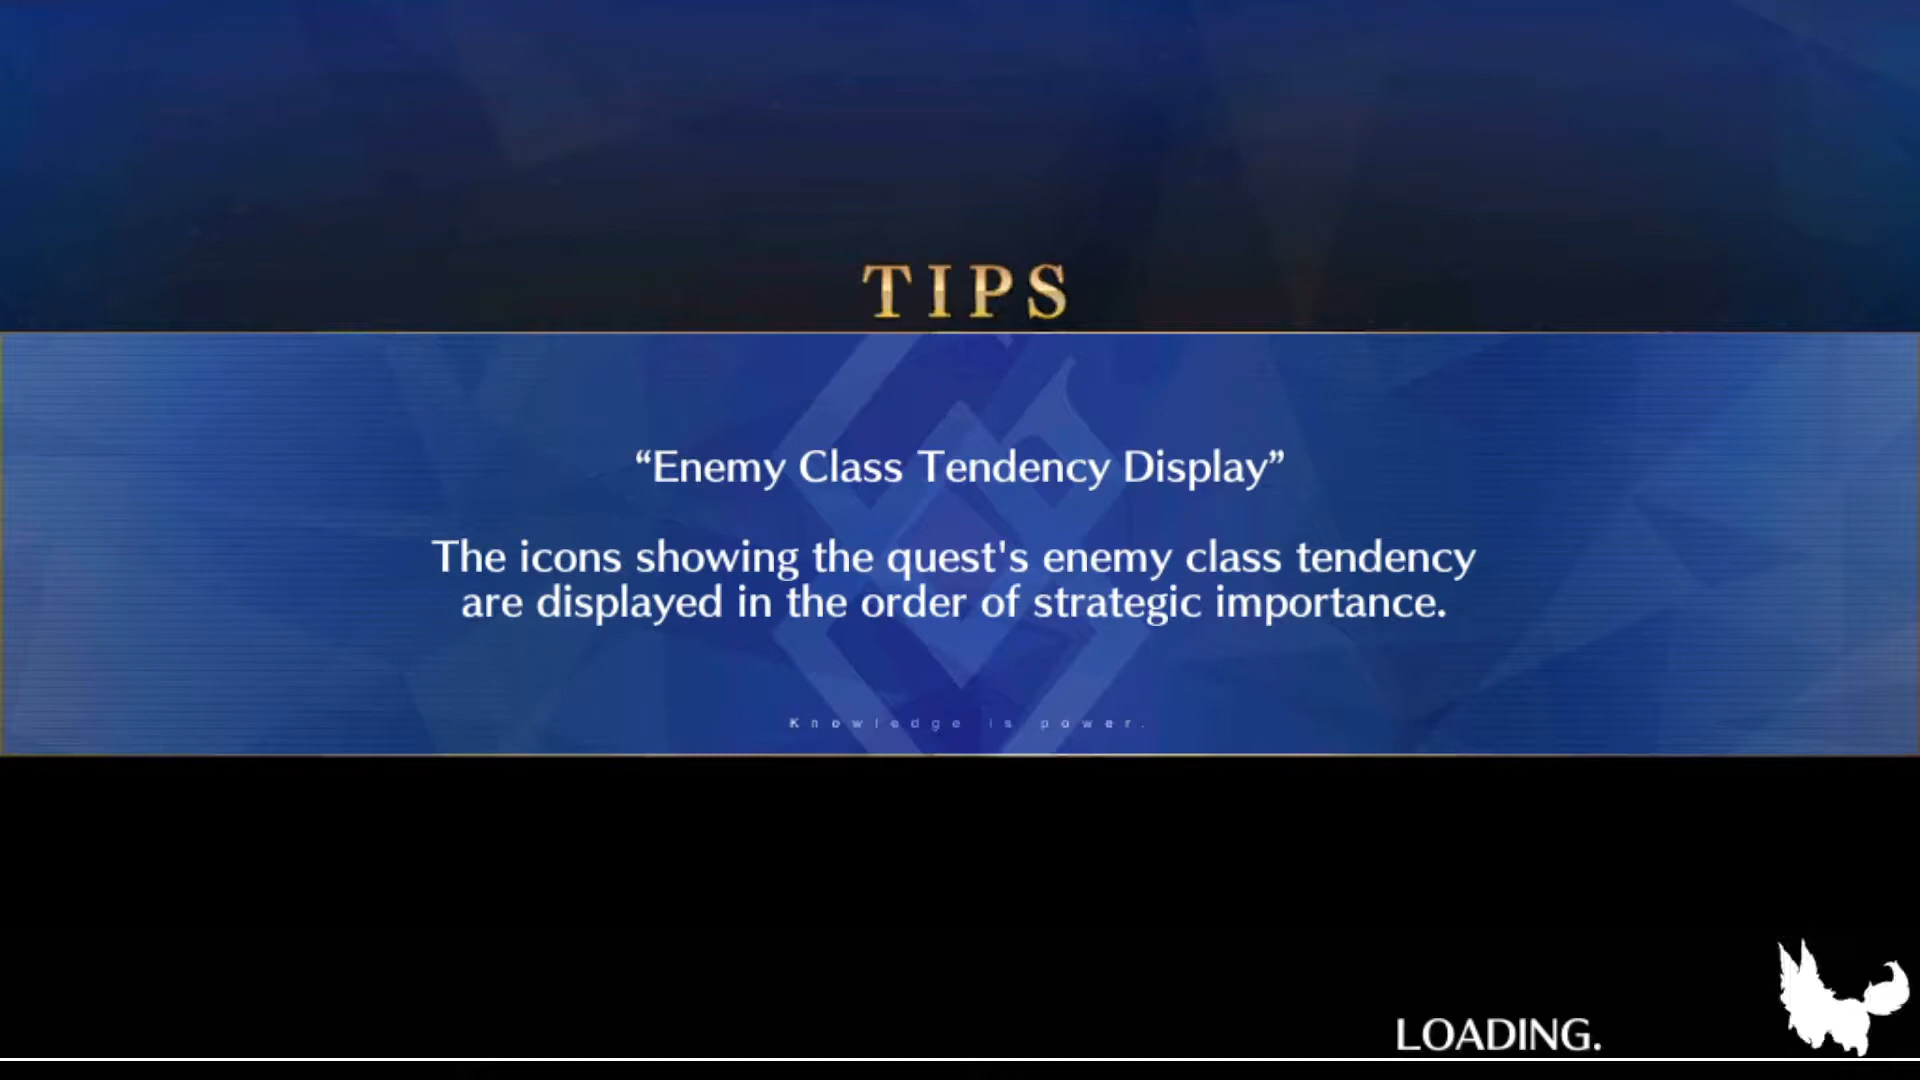 TIPS
“Enemy Class Tendency Display”
The icons showing the quest's enemy class tendency
are displayed in the order of strategic importance.
Knowledge is power.
LOADING.